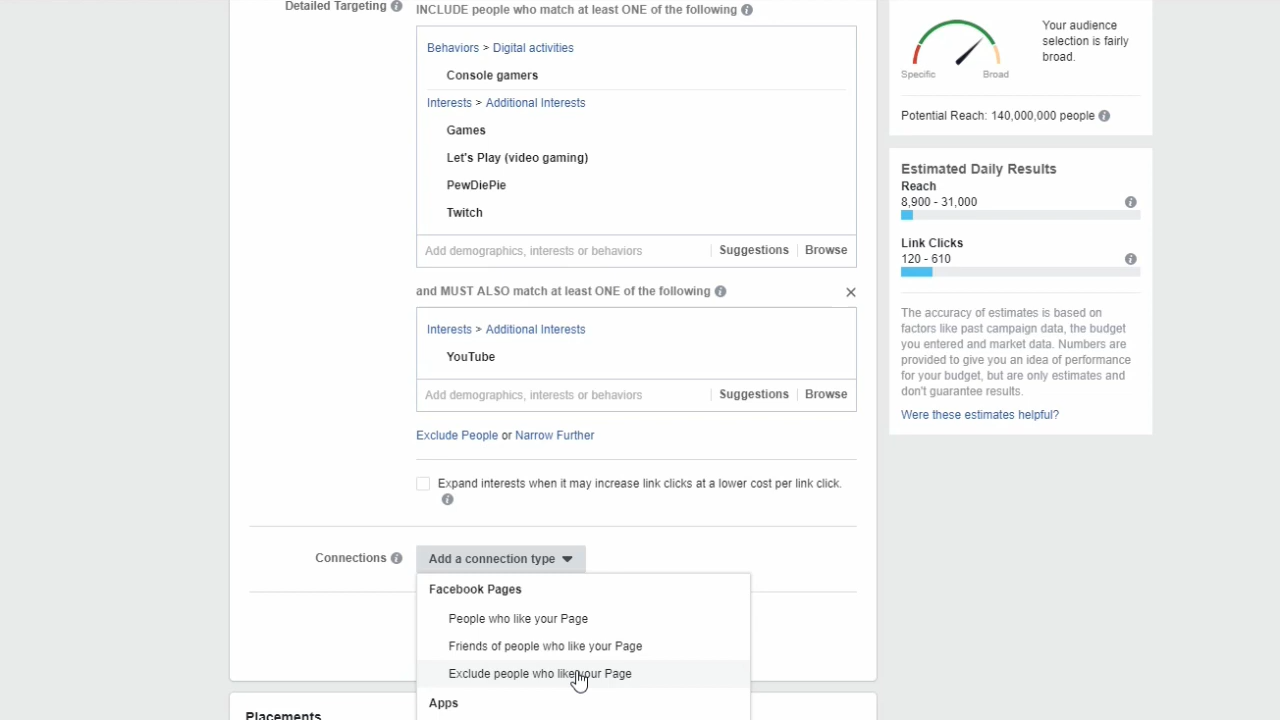 Detailed Targeting
INCLUDE people who match at least ONE of the following
Behaviors > Digital activities
Console gamers
Interests > Additional Interests
Games
Let's Play (video gaming)
PewDiePie
Twitch
Add demographics, interests or behaviors
Suggestions
Browse
and MUST ALSO match at least ONE of the following
Interests > Additional Interests
YouTube
Add demographics, interests or behaviors
Suggestions
Browse
Exclude People or Narrow Further
Expand interests when it may increase link clicks at a lower cost per link click.
Connections
Add a connection type
Facebook Pages
People who like your Page
Friends of people who like your Page
Exclude people who like your Page
Apps
Placements
Your audience
selection is fairly
broad.
Specific
Broad
Potential Reach: 140,000,000 people
Estimated Daily Results
Reach
8,900 - 31,000
Link Clicks
120 - 610
The accuracy of estimates is based on
factors like past campaign data, the budget
you entered and market data. Numbers are
provided to give you an idea of performance
for your budget, but are only estimates and
don't guarantee results.
Were these estimates helpful?